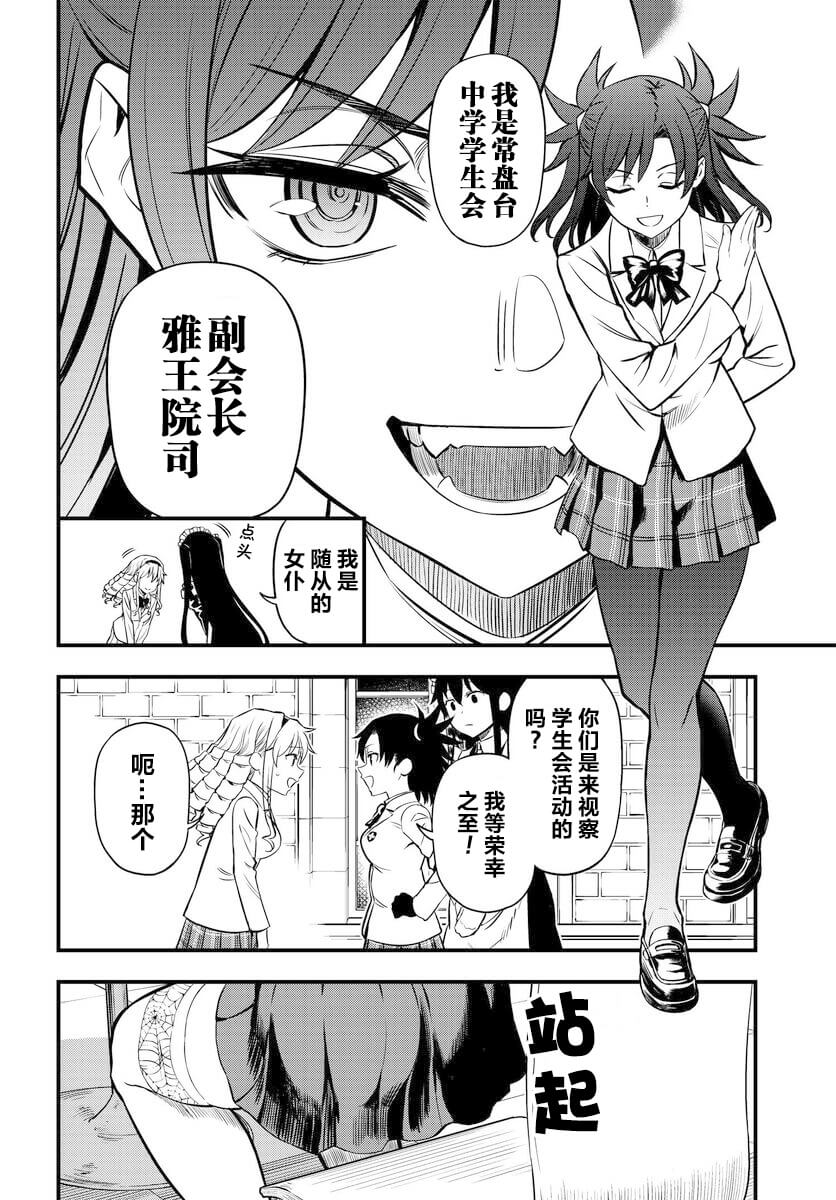 我是常盘台
中学学生会
副会长
雅王院司
我是
随从的
女仆
点头
你们是来视察
学生会活动的
吗？
我等荣幸
之至！
呃…那个
站起